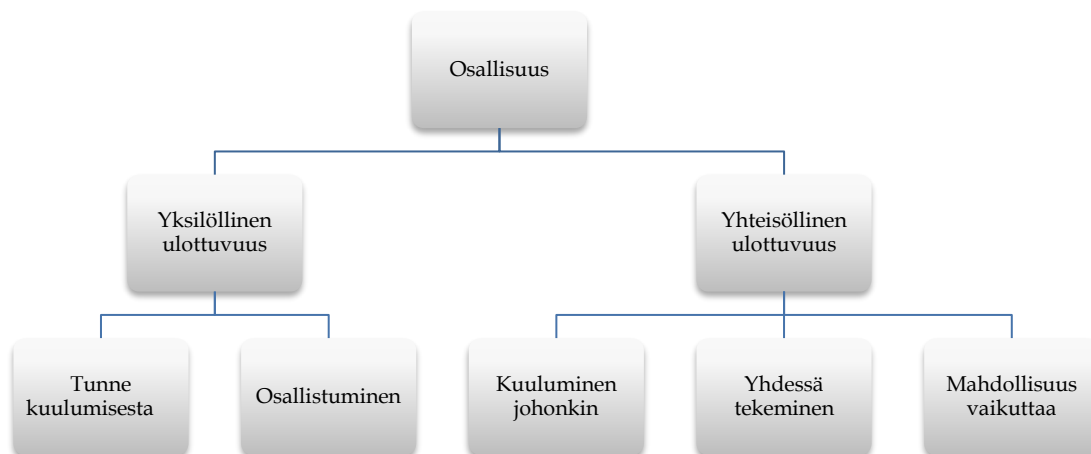 Osallisuus
Yksilöllinen
ulottuvuus
Yhteisöllinen
ulottuvuus
Tunne
kuulumisesta
Osallistuminen
Kuuluminen
johonkin
Yhdessä
tekeminen
Mahdollisuus
vaikuttaa